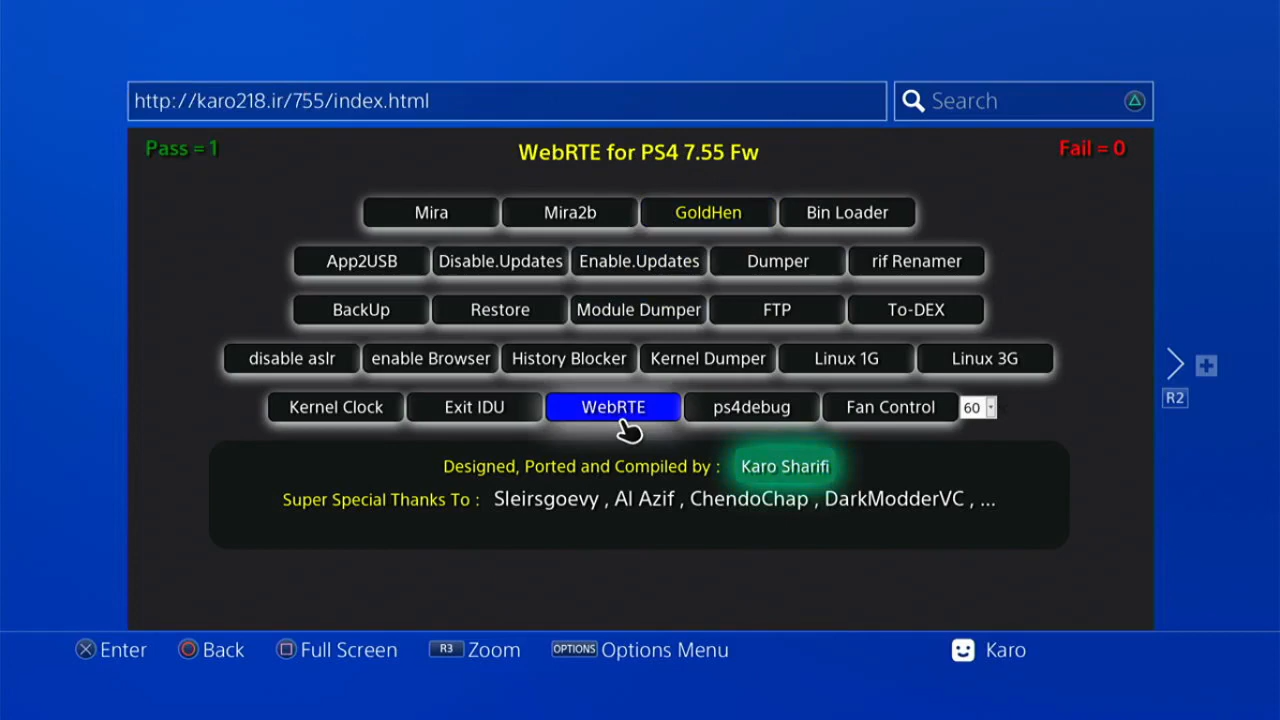 http://karo218.ir/755/index.html Search
Pass = 1 WebRTE for PS4 7.55 Fw Fail = 0
Mira Mira2b GoldHen Bin Loader
App2USB Disable.Updates Enable.Updates Dumper rif Renamer
BackUp Restore Module Dumper FTP To-DEX
disable aslr enable Browser History Blocker Kernel Dumper Linux 1G Linux 3G
R2
Kernel Clock Exit IDU WebRTE ps4debug Fan Control 60
Designed, Ported and Compiled by : Karo Sharifi
Super Special Thanks To : Sleirsgoevy , Al Azif , ChendoChap , DarkModderVC , ...
Enter Back Full Screen R3 Zoom OPTIONS Options Menu Karo